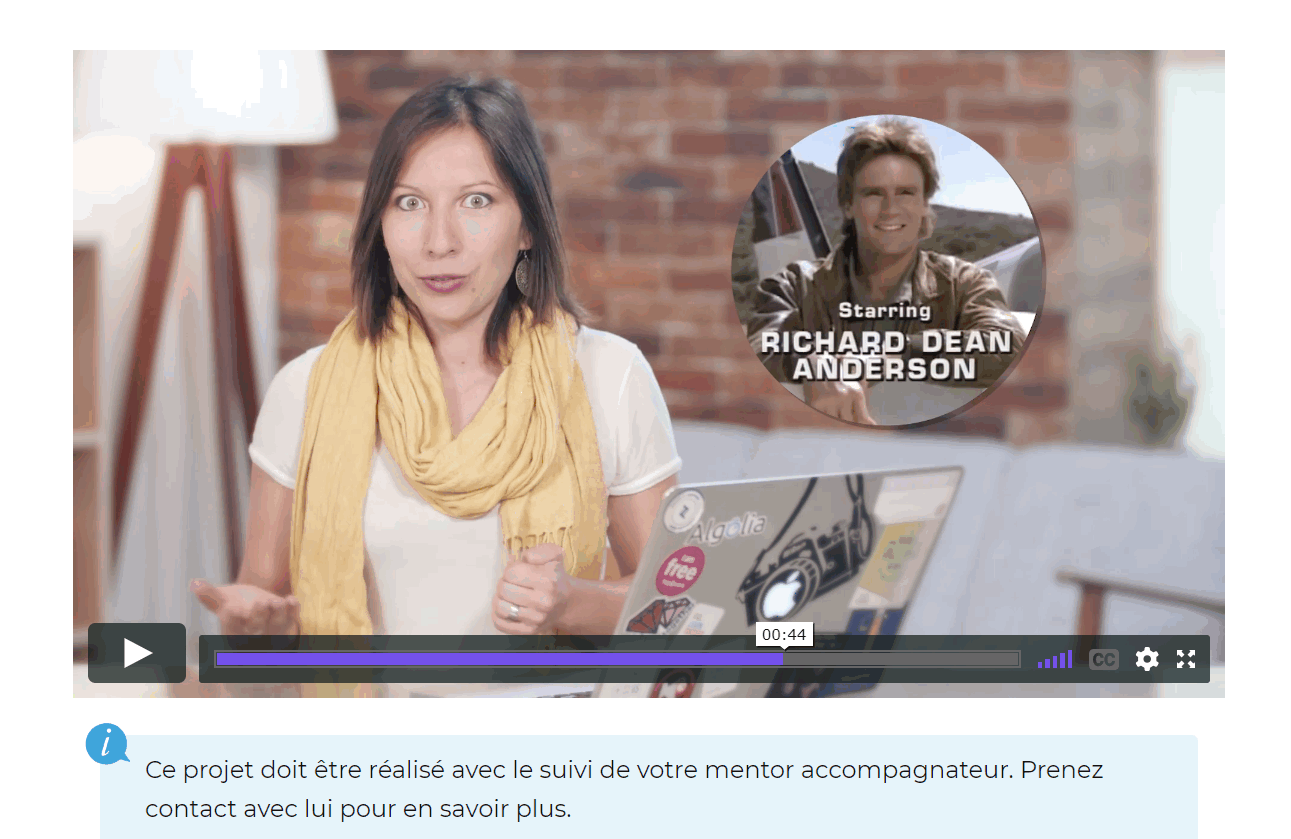 Starring
RICHARD DEAN
ANDERSON
Algolia
free
00:44
CC
i
Ce projet doit être réalisé avec le suivi de votre mentor accompagnateur. Prenez
contact avec lui pour en savoir plus.